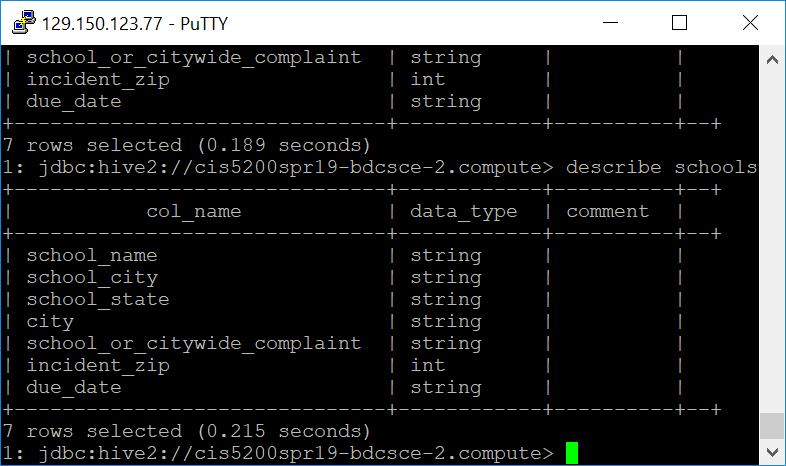 129.150.123.77 - PuTTY
| school_or_citywide_complaint | string | |
| incident_zip | int | |
| due_date | string | |
+-------------------------------+------------+----------+--+
7 rows selected (0.189 seconds)
1: jdbc:hive2://cis5200spr19-bdcsce-2.compute> describe schools
+-------------------------------+------------+----------+--+
| col_name | data_type | comment |
+-------------------------------+------------+----------+--+
| school_name | string | |
| school_city | string | |
| school_state | string | |
| city | string | |
| school_or_citywide_complaint | string | |
| incident_zip | int | |
| due_date | string | |
+-------------------------------+------------+----------+--+
7 rows selected (0.215 seconds)
1: jdbc:hive2://cis5200spr19-bdcsce-2.compute>